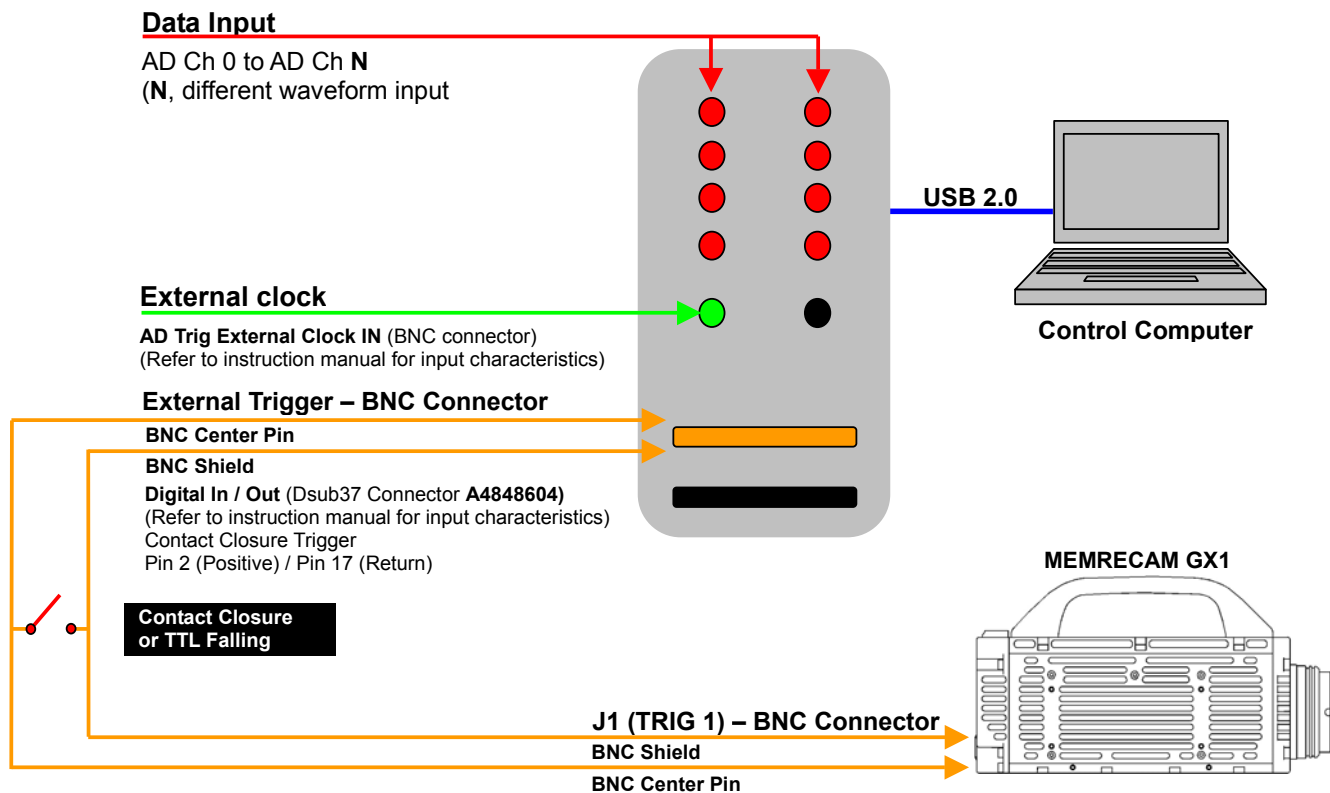 Data Input
AD Ch 0 to AD Ch N
(N, different waveform input
USB 2.0
Control Computer
External clock
AD Trig External Clock IN (BNC connector)
(Refer to instruction manual for input characteristics)
External Trigger – BNC Connector
BNC Center Pin
BNC Shield
Digital In / Out (Dsub37 Connector A4848604)
(Refer to instruction manual for input characteristics)
Contact Closure Trigger
Pin 2 (Positive) / Pin 17 (Return)
Contact Closure
or TTL Falling
MEMRECAM GX1
J1 (TRIG 1) – BNC Connector
BNC Shield
BNC Center Pin